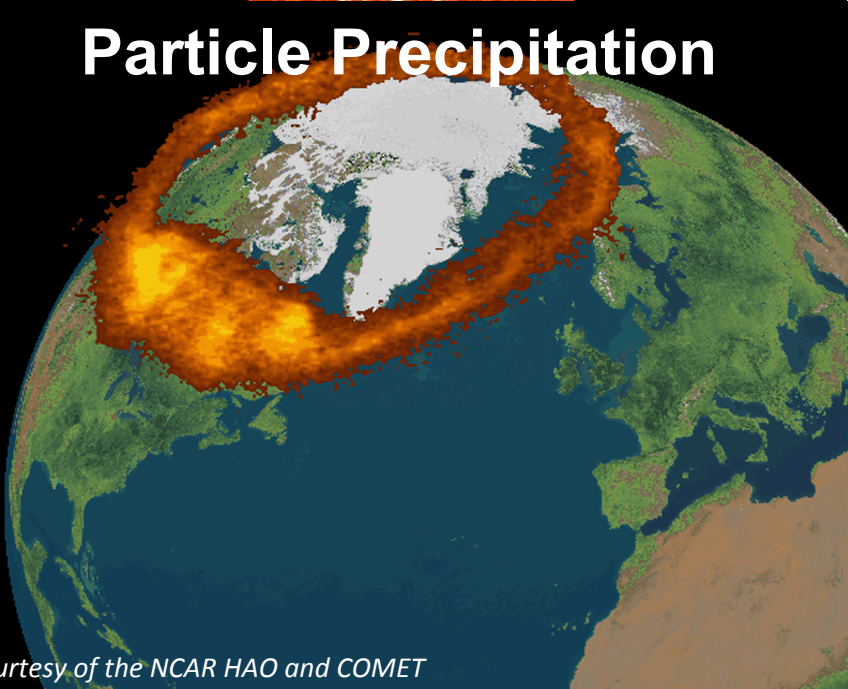 Particle Precipitation
urtesy of the NCAR HAO and COMET